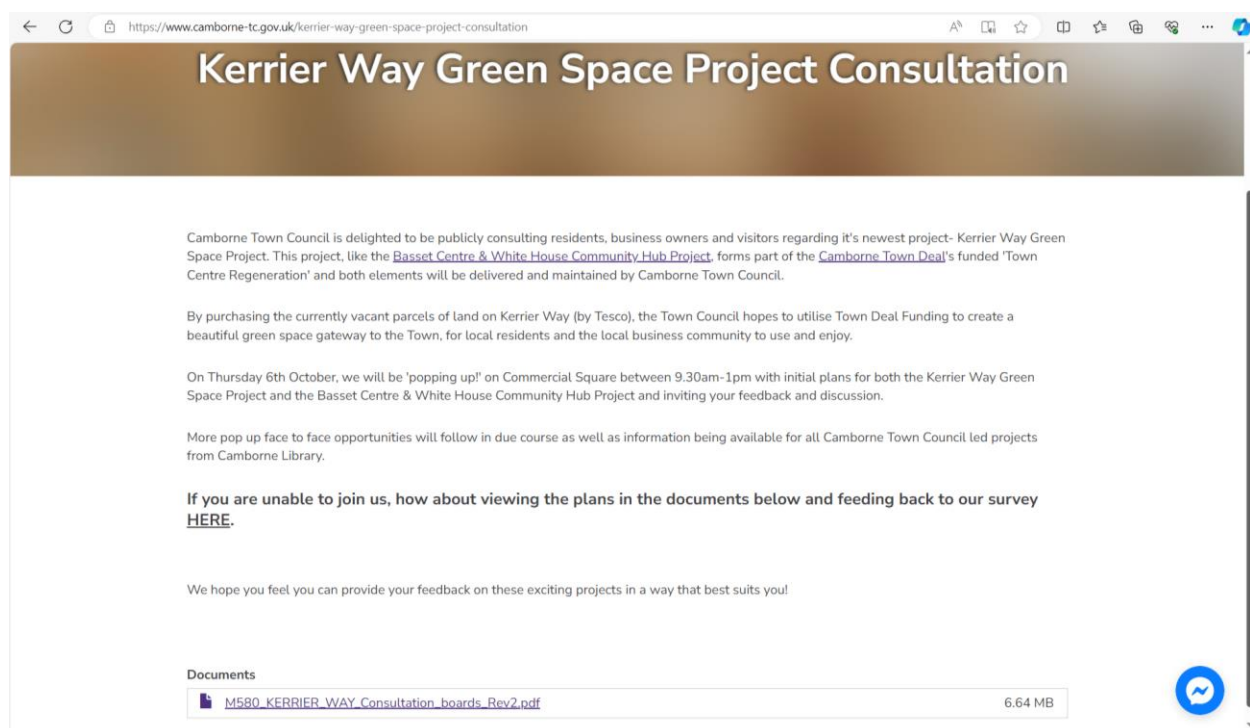 https://www.camborne-tc.gov.uk/kerrier-way-green-space-project-consultation
Kerrier Way Green Space Project Consultation
Camborne Town Council is delighted to be publicly consulting residents, business owners and visitors regarding it's newest project- Kerrier Way Green
Space Project. This project, like the Basset Centre & White House Community Hub Project, forms part of the Camborne Town Deal's funded 'Town
Centre Regeneration' and both elements will be delivered and maintained by Camborne Town Council.
By purchasing the currently vacant parcels of land on Kerrier Way (by Tesco), the Town Council hopes to utilise Town Deal Funding to create a
beautiful green space gateway to the Town, for local residents and the local business community to use and enjoy.
On Thursday 6th October, we will be 'popping up!' on Commercial Square between 9.30am-1pm with initial plans for both the Kerrier Way Green
Space Project and the Basset Centre & White House Community Hub Project and inviting your feedback and discussion.
More pop up face to face opportunities will follow in due course as well as information being available for all Camborne Town Council led projects
from Camborne Library.
If you are unable to join us, how about viewing the plans in the documents below and feeding back to our survey
HERE.
We hope you feel you can provide your feedback on these exciting projects in a way that best suits you!
Documents
M580_KERRIER_WAY_Consultation_boards_Rev2.pdf 6.64 MB